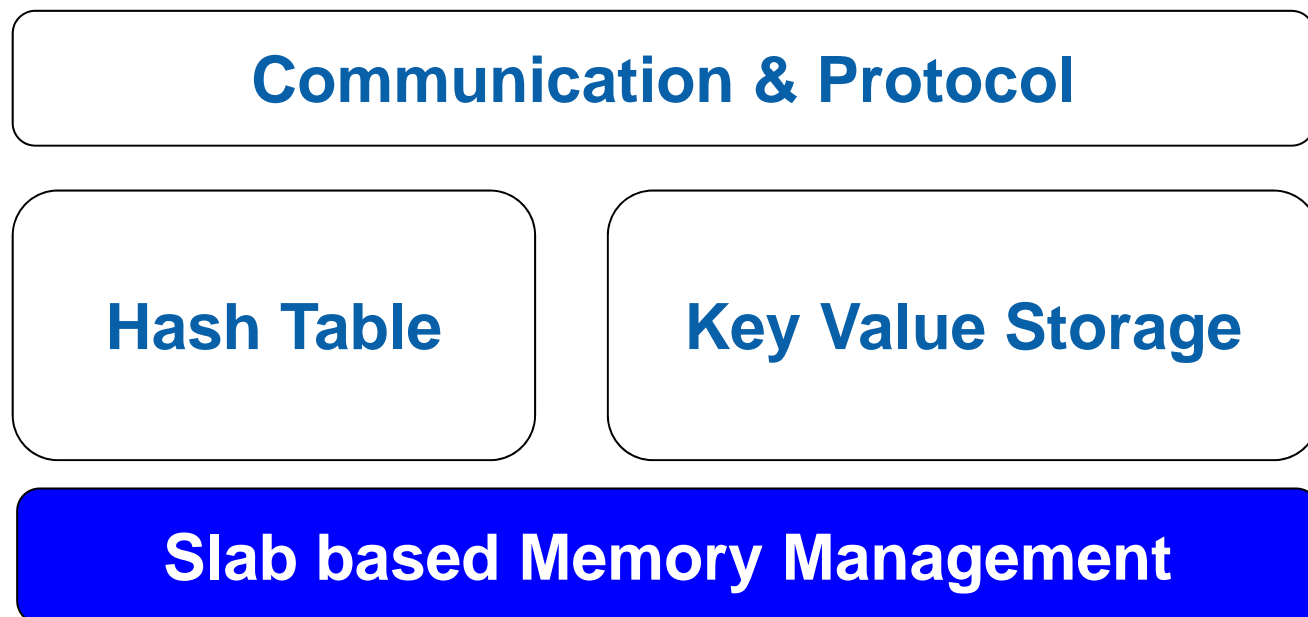 Communication & Protocol
Hash Table
Key Value Storage
Slab based Memory Management